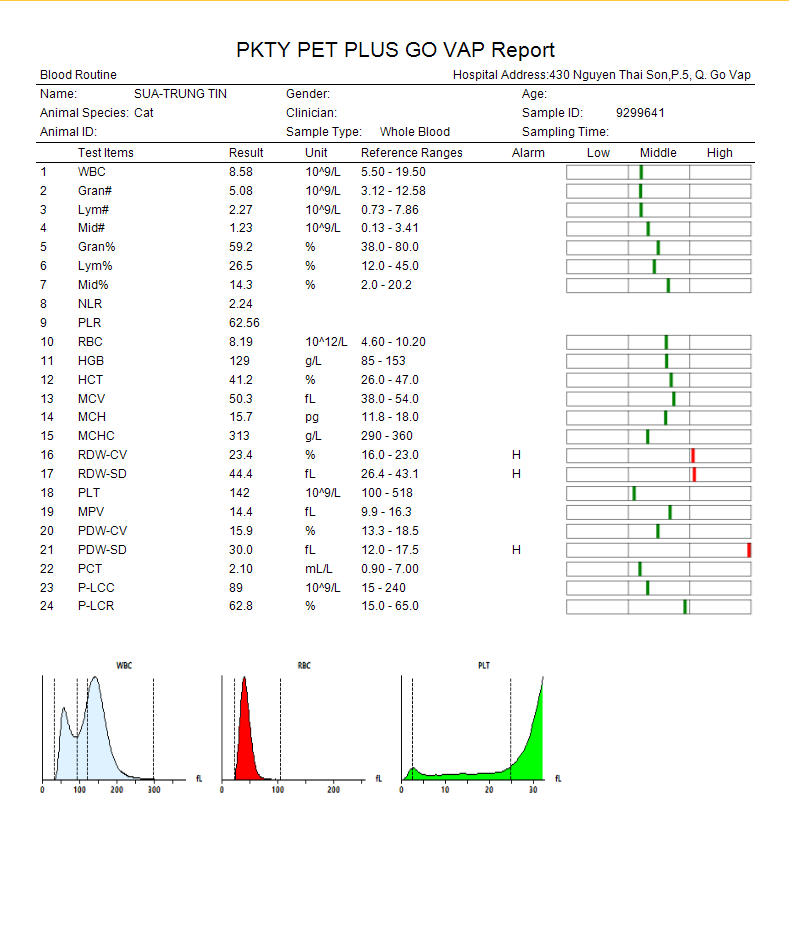 PKTY PET PLUS GO VAP Report
Blood Routine Hospital Address:430 Nguyen Thai Son,P.5, Q. Go Vap
Name: SUA-TRUNG TIN Gender: Age:
Animal Species: Cat Clinician: Sample ID: 9299641
Animal ID: Sample Type: Whole Blood Sampling Time:
Test Items Result Unit Reference Ranges Alarm Low Middle High
1 WBC 8.58 10^9/L 5.50 - 19.50
2 Gran# 5.08 10^9/L 3.12 - 12.58
3 Lym# 2.27 10^9/L 0.73 - 7.86
4 Mid# 1.23 10^9/L 0.13 - 3.41
5 Gran% 59.2 % 38.0 - 80.0
6 Lym% 26.5 % 12.0 - 45.0
7 Mid% 14.3 % 2.0 - 20.2
8 NLR 2.24
9 PLR 62.56
10 RBC 8.19 10^12/L 4.60 - 10.20
11 HGB 129 g/L 85 - 153
12 HCT 41.2 % 26.0 - 47.0
13 MCV 50.3 fL 38.0 - 54.0
14 MCH 15.7 pg 11.8 - 18.0
15 MCHC 313 g/L 290 - 360
16 RDW-CV 23.4 % 16.0 - 23.0 H
17 RDW-SD 44.4 fL 26.4 - 43.1 H
18 PLT 142 10^9/L 100 - 518
19 MPV 14.4 fL 9.9 - 16.3
20 PDW-CV 15.9 % 13.3 - 18.5
21 PDW-SD 30.0 fL 12.0 - 17.5 H
22 PCT 2.10 mL/L 0.90 - 7.00
23 P-LCC 89 10^9/L 15 - 240
24 P-LCR 62.8 % 15.0 - 65.0
WBC RBC PLT
fL fL fL
0 100 200 300 0 100 200 0 10 20 30